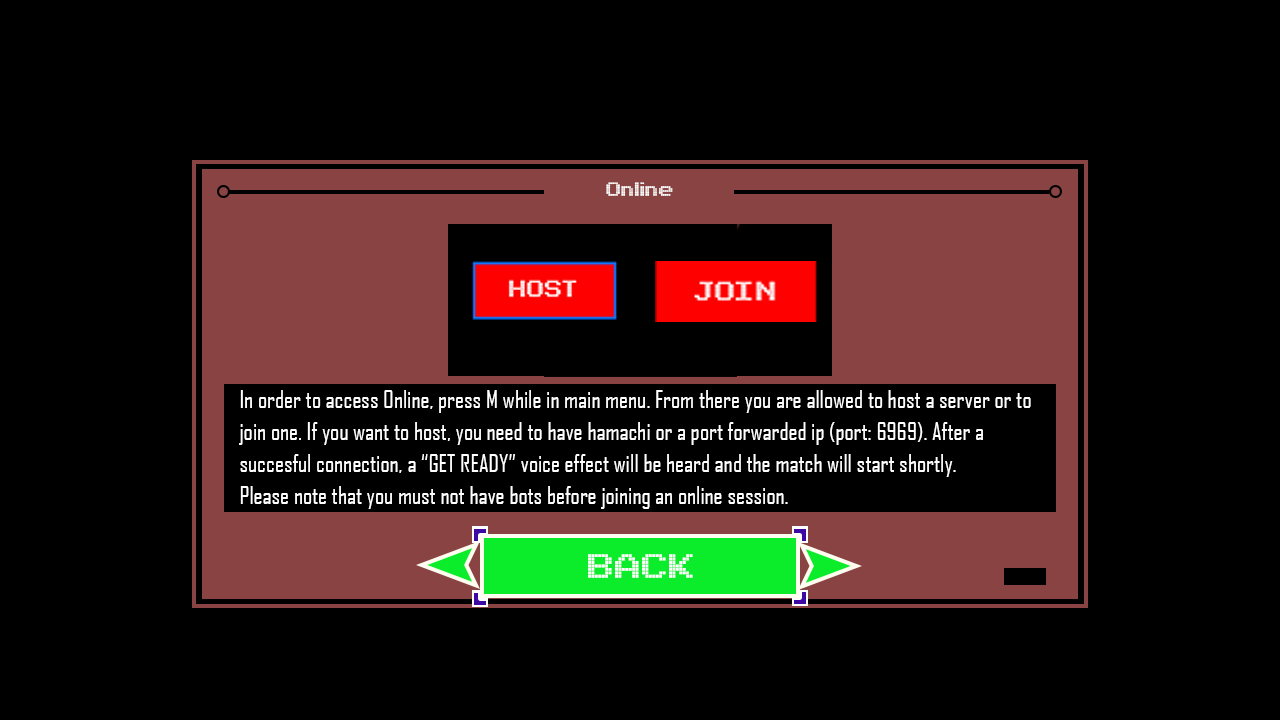 Online
HOST
JOIN
In order to access Online, press M while in main menu. From there you are allowed to host a server or to
join one. If you want to host, you need to have hamachi or a port forwarded ip (port: 6969). After a
succesful connection, a “GET READY” voice effect will be heard and the match will start shortly.
Please note that you must not have bots before joining an online session.
BACK